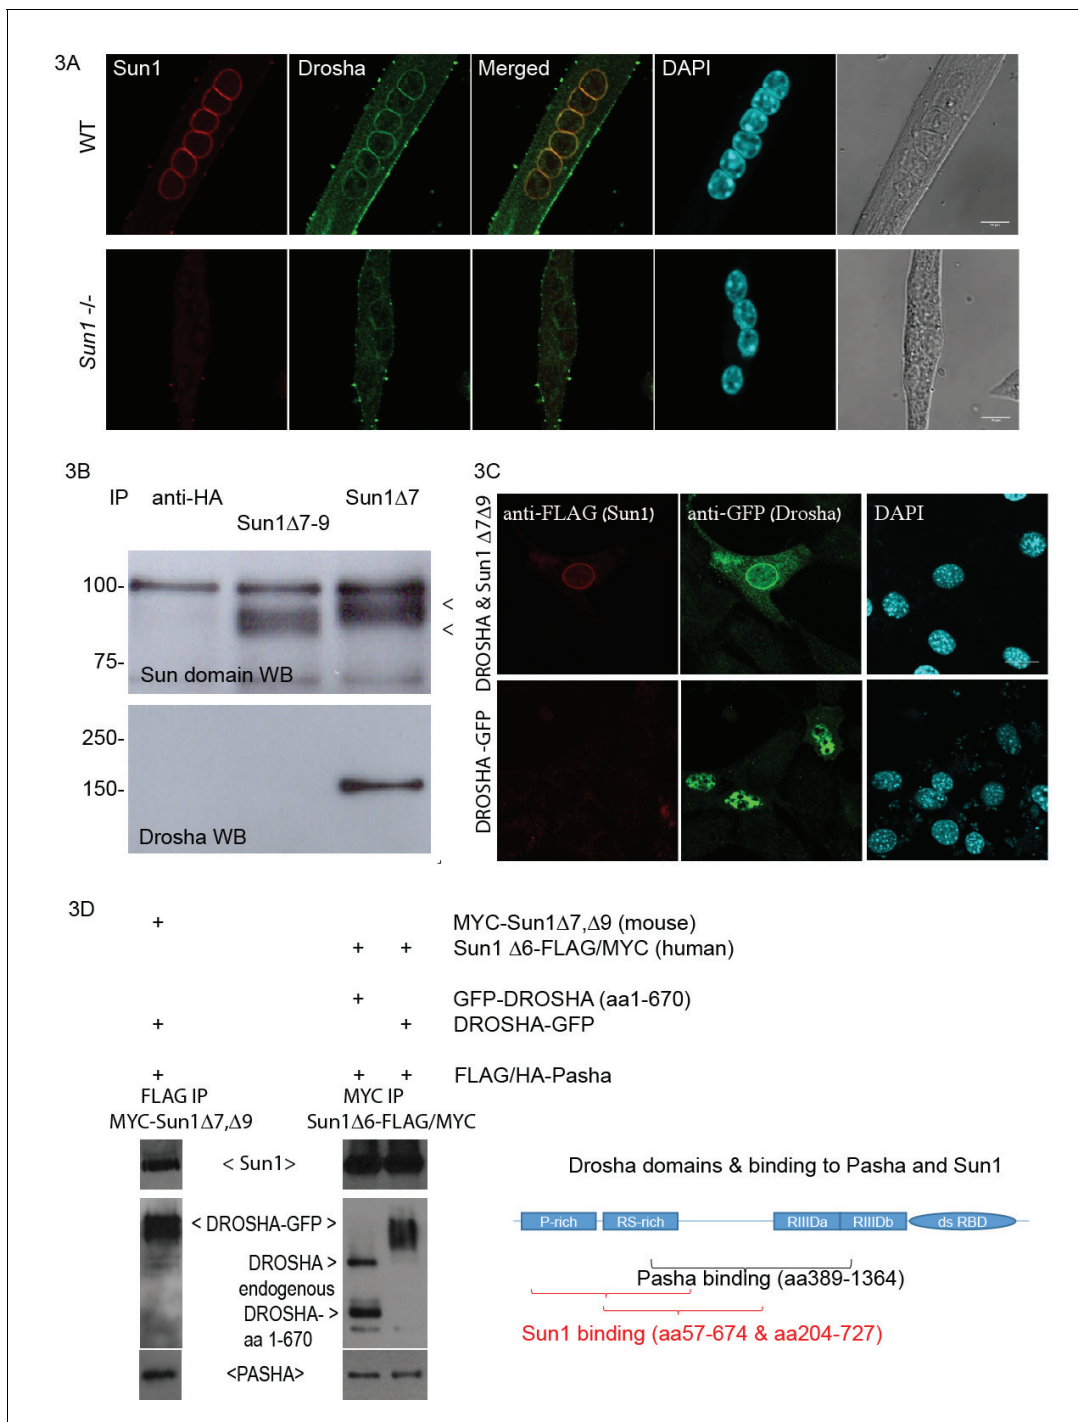 3A
Sun1 Drosha Merged DAPI
WT
Sun1 -/-
3B
IP anti-HA Sun1Δ7-9 Sun1Δ7
100-
<
<
75-
Sun domain WB
250-
150-
Drosha WB
3C
anti-FLAG (Sun1) anti-GFP (Drosha) DAPI
DROSHA & Sun1 Δ7Δ9
DROSHA -GFP
3D
+ MYC-Sun1Δ7,Δ9 (mouse)
+ + Sun1 Δ6-FLAG/MYC (human)
+ GFP-DROSHA (aa1-670)
+ + DROSHA-GFP
+ + + FLAG/HA-Pasha
FLAG IP
MYC-Sun1Δ7,Δ9
MYC IP
Sun1Δ6-FLAG/MYC
< Sun1>
< DROSHA-GFP >
DROSHA >
endogenous
DROSHA- >
aa 1-670
<PASHA>
Drosha domains & binding to Pasha and Sun1
P-rich RS-rich RIIIDa RIIIDb ds RBD
Pasha binding (aa389-1364)
Sun1 binding (aa57-674 & aa204-727)